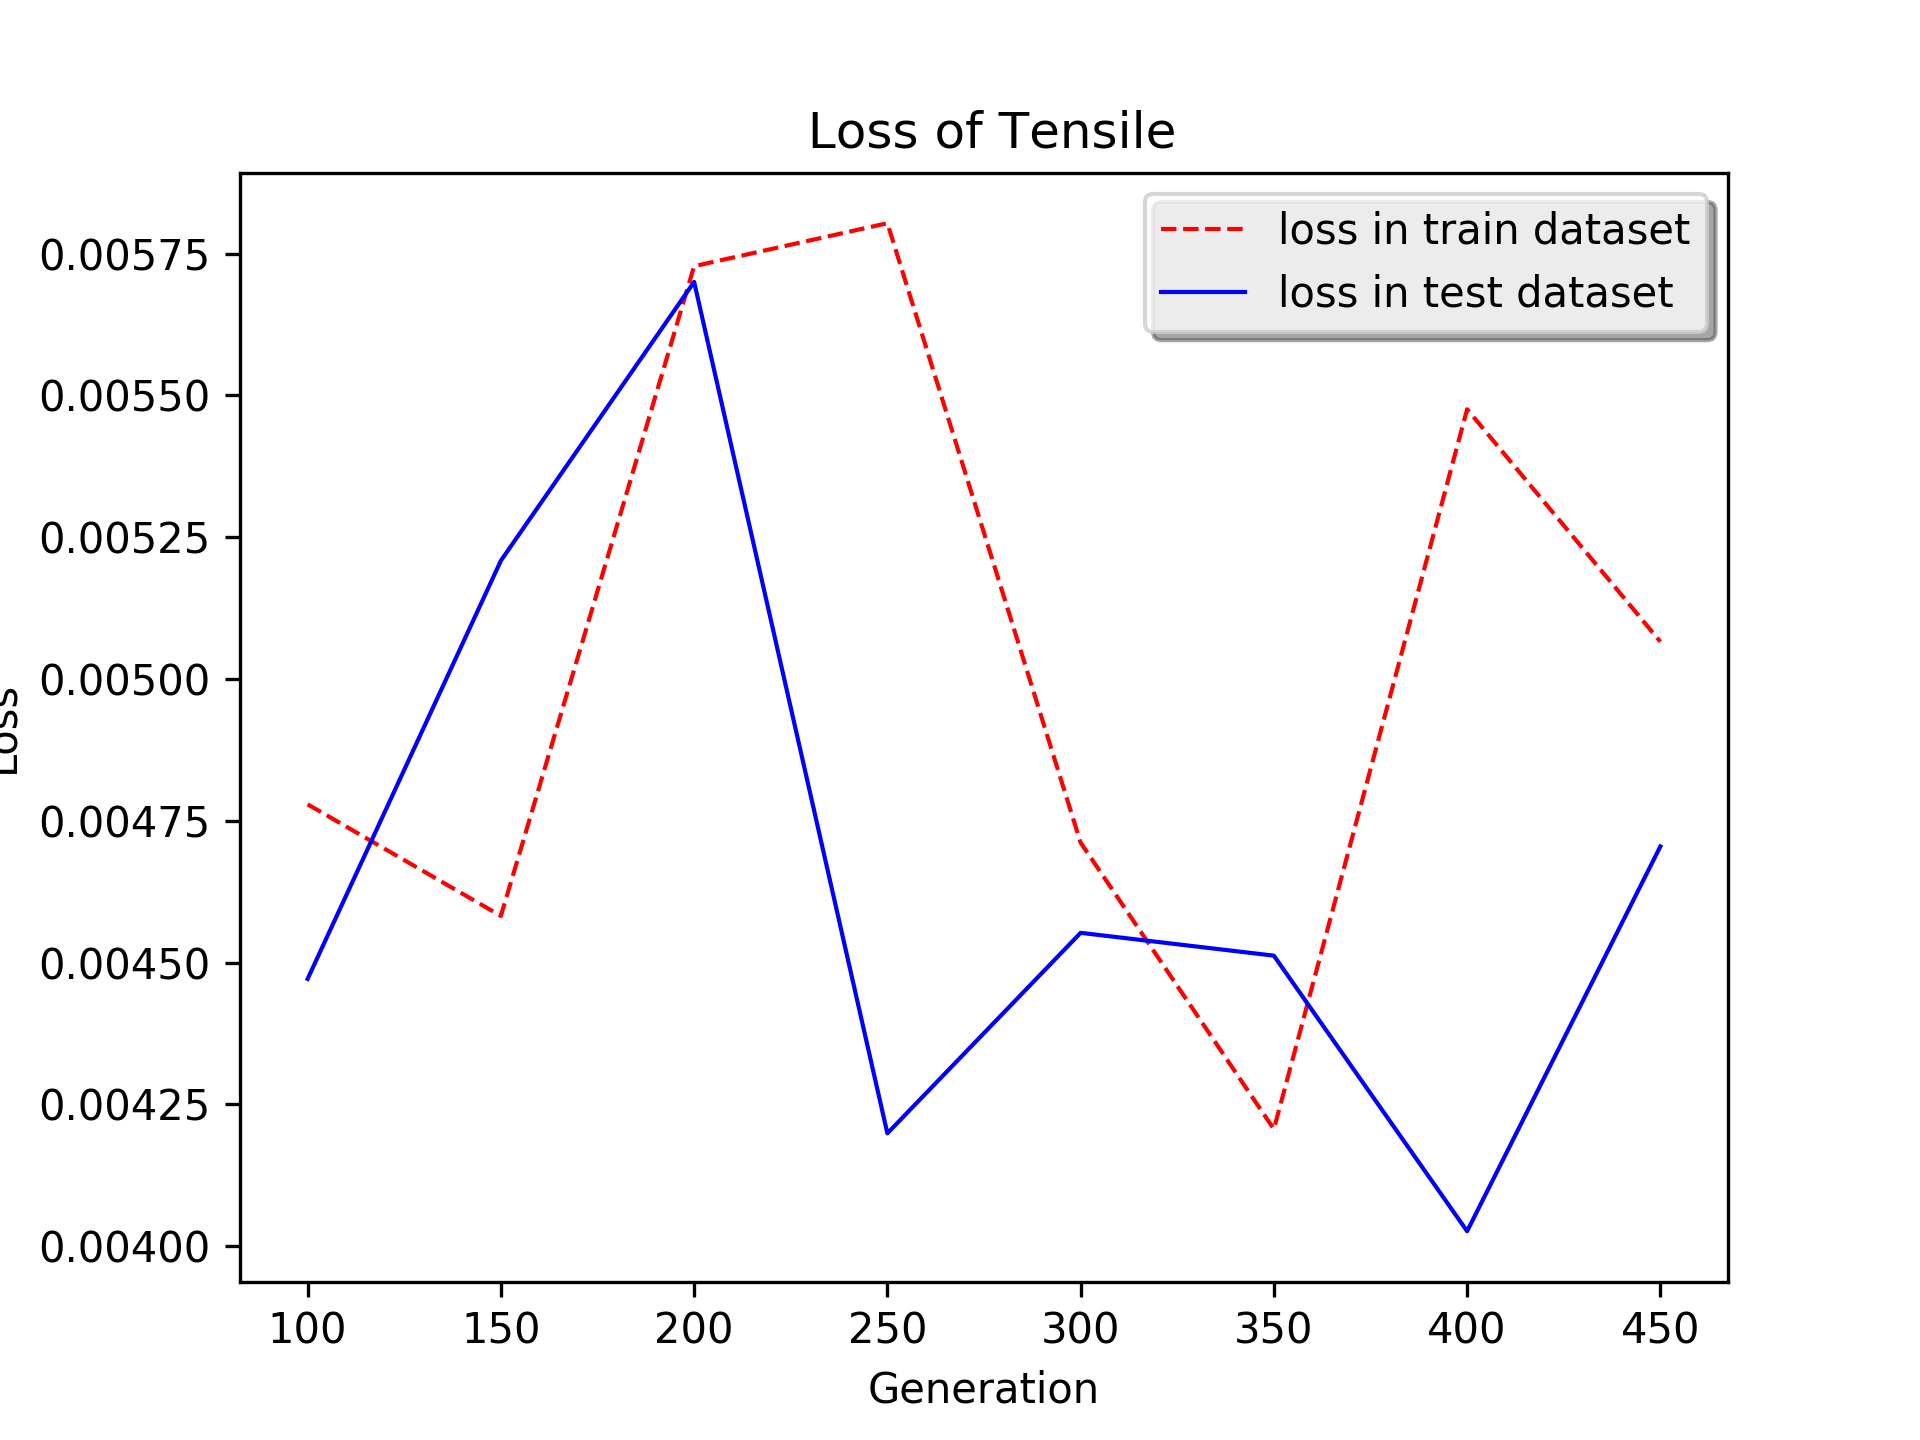 Loss of Tensile
loss in train dataset
loss in test dataset
0.00575
0.00550
0.00525
0.00500
0.00475
0.00450
0.00425
0.00400
Loss
100 150 200 250 300 350 400 450
Generation